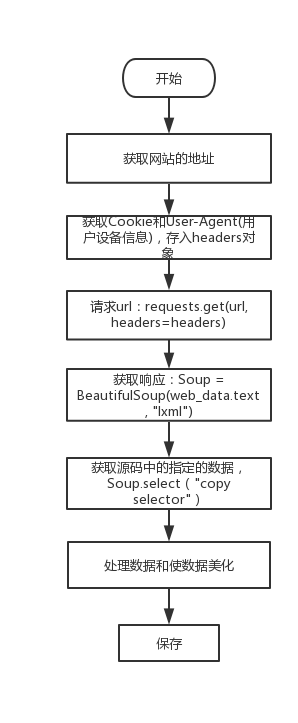 开始
获取网站的地址
获取Cookie和User-Agent(用
户设备信息)，存入headers对
象
请求url：requests.get(url,
headers=headers)
获取响应：Soup =
BeautifulSoup(web_data.text
, "lxml")
获取源码中的指定的数据，
Soup.select（ "copy
selector" ）
处理数据和使数据美化
保存